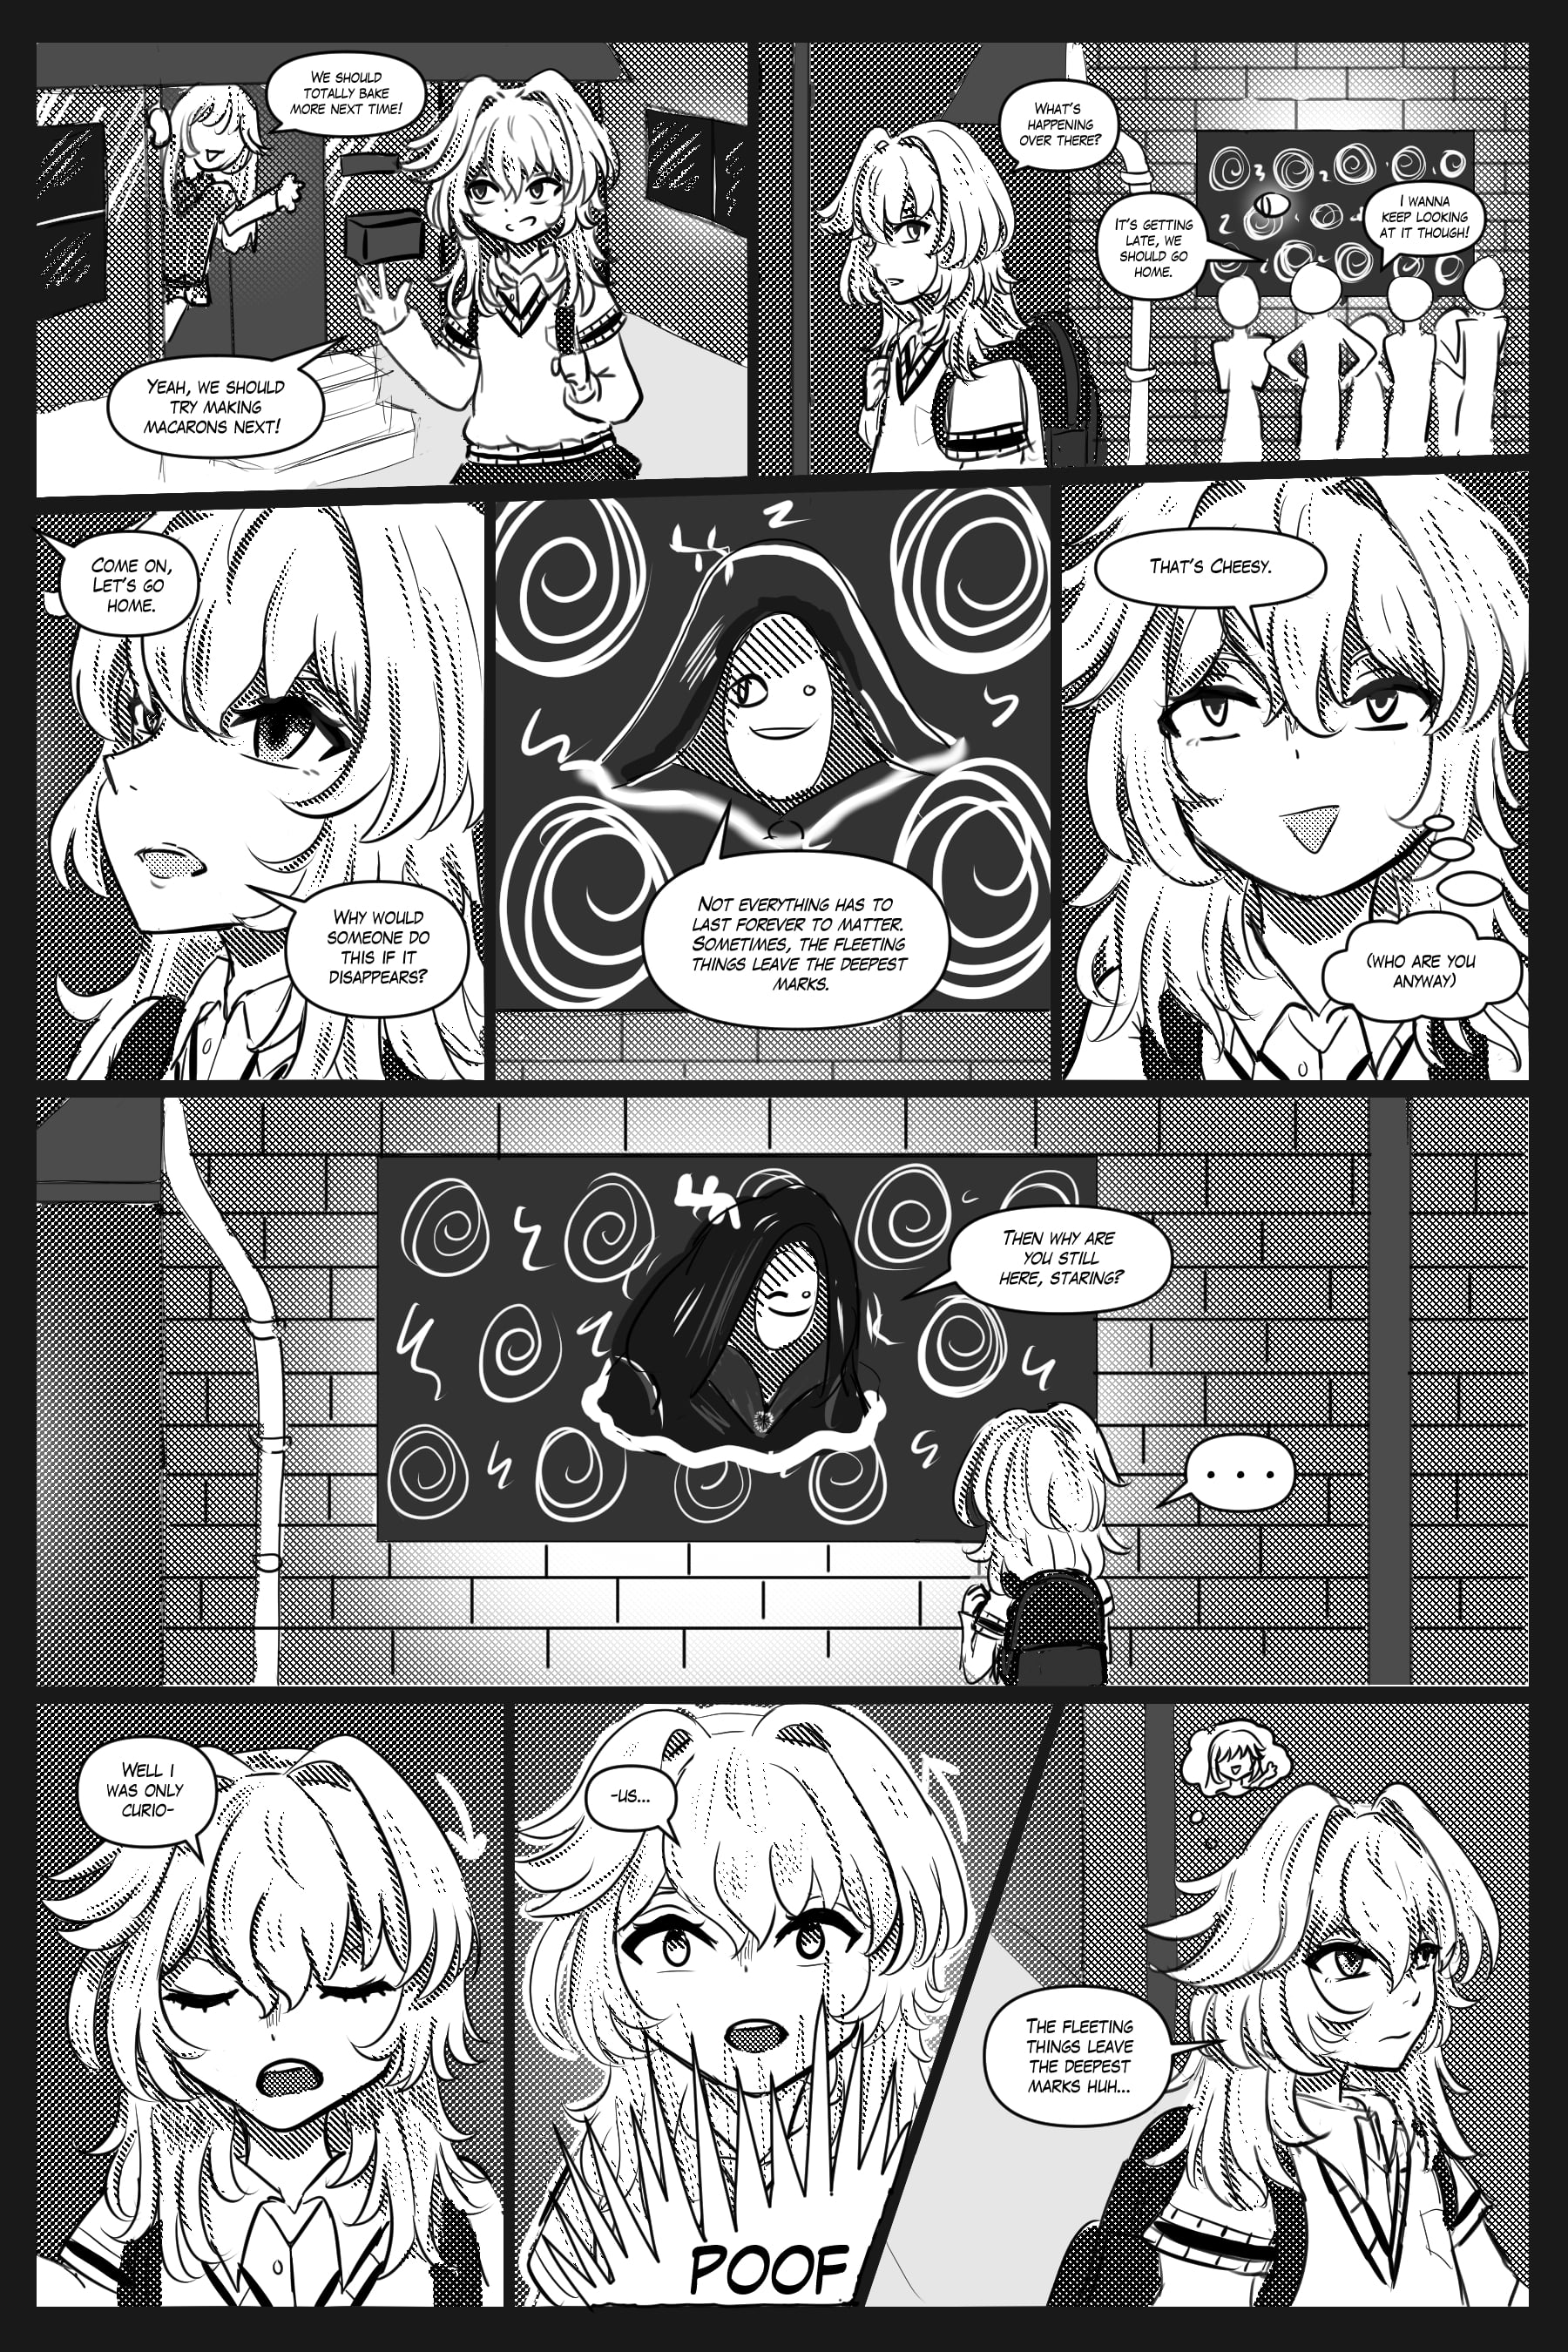 We should
totally bake
more next time!
Yeah, we should
try making
macarons next!
What's
happening
over there?
It's getting
late, we
should go
home.
I wanna
keep looking
at it though!
Come on,
Let's go
home.
Why would
someone do
this if it
disappears?
Not everything has to
last forever to matter.
Sometimes, the fleeting
things leave the deepest
marks.
That's Cheesy.
(who are you
anyway)
Then why are
you still
here, staring?
...
Well I
was only
curio-
-us...
POOF
The fleeting
things leave
the deepest
marks huh...